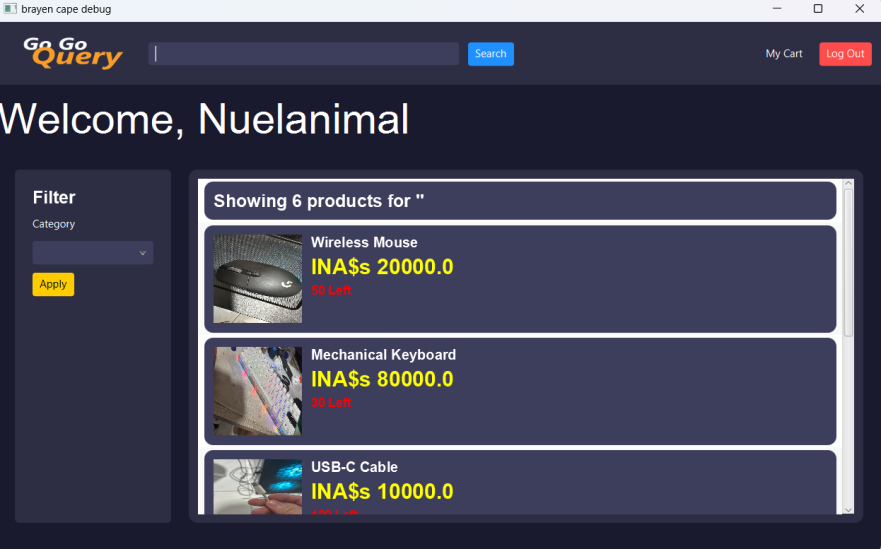 brayen cape debug
Go Go
Query
Search
My Cart
Log Out
Welcome, Nuelanimal
Filter
Category
Apply
Showing 6 products for ''
Wireless Mouse
INA$s 20000.0
50 Left
Mechanical Keyboard
INA$s 80000.0
30 Left
USB-C Cable
INA$s 10000.0
100 Left